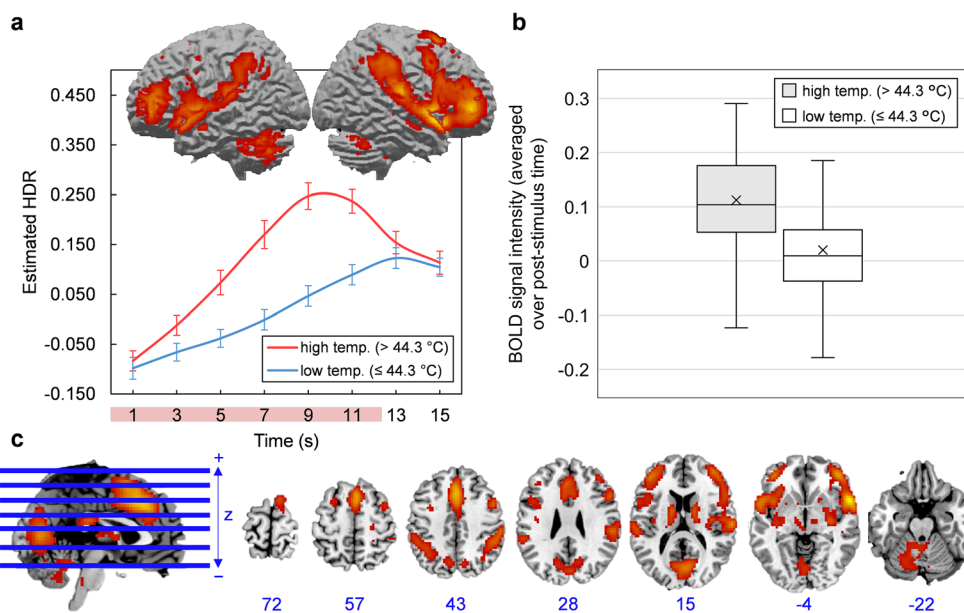 a
0.450
0.350
0.250
0.150
0.050
-0.050
-0.150
Estimated HDR
high temp. (> 44.3 °C)
low temp. (≤ 44.3 °C)
1 3 5 7 9 11 13 15
Time (s)
b
0.3
0.2
0.1
0
-0.1
-0.2
BOLD signal intensity (averaged
over post-stimulus time)
high temp. (> 44.3 °C)
low temp. (≤ 44.3 °C)
c
+
z
−
72 57 43 28 15 -4 -22